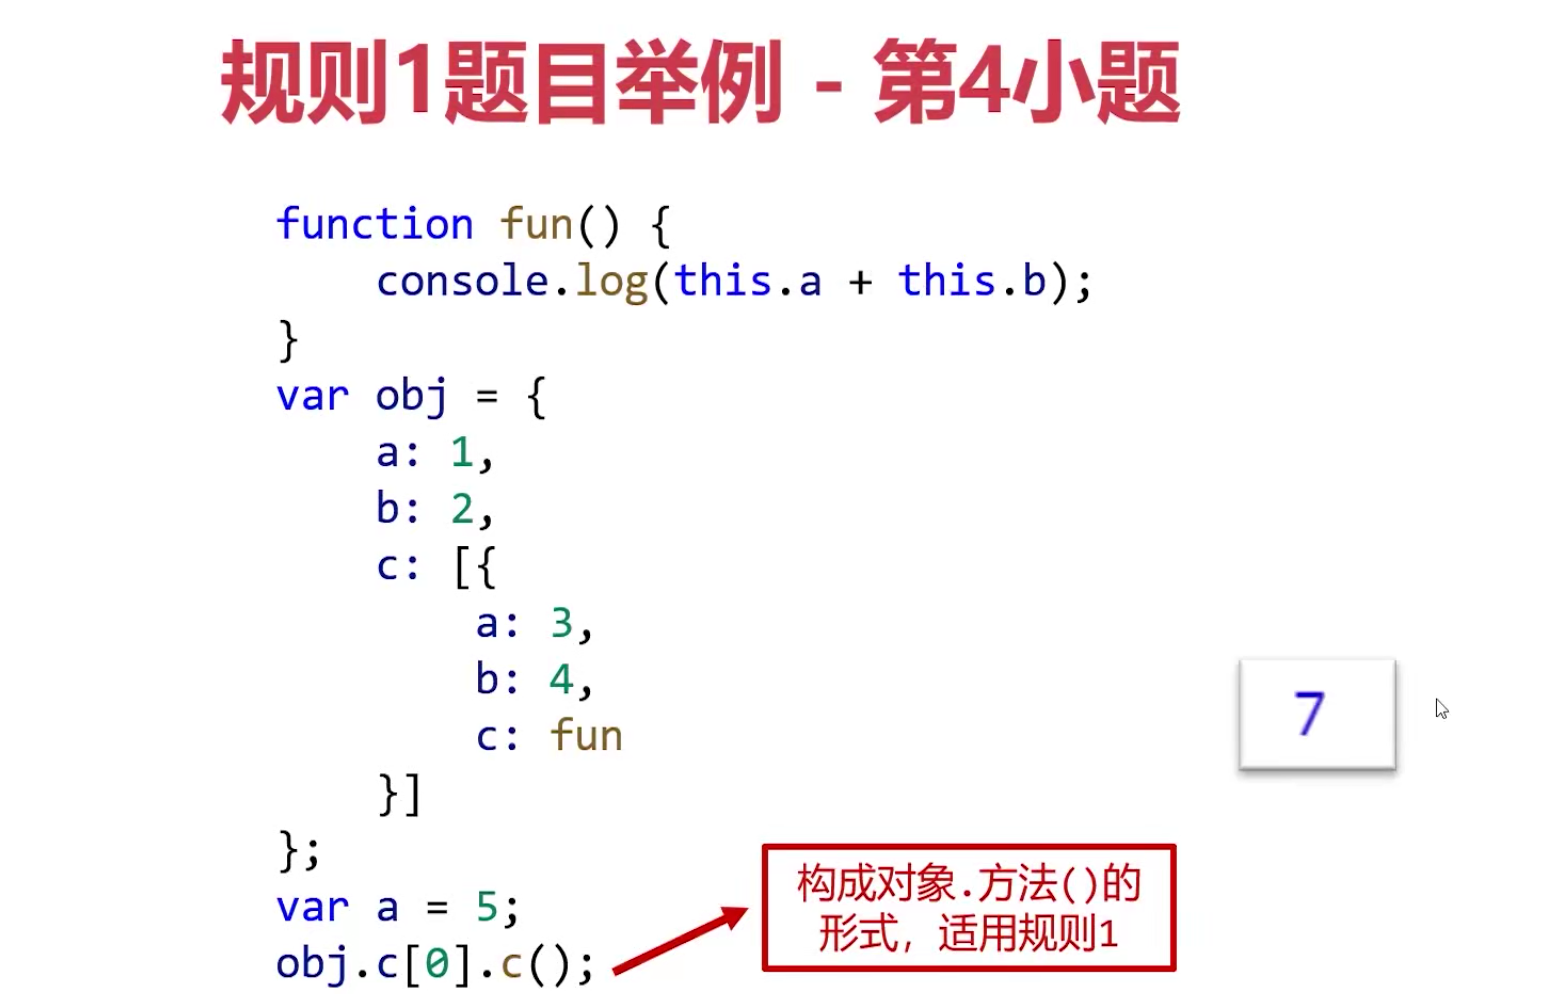 规则1题目举例 - 第4小题
function fun() {
    console.log(this.a + this.b);
}
var obj = {
    a: 1,
    b: 2,
    c: [{
        a: 3,
        b: 4,
        c: fun
    }]
};
var a = 5;
obj.c[0].c();
7
构成对象.方法()的
形式，适用规则1